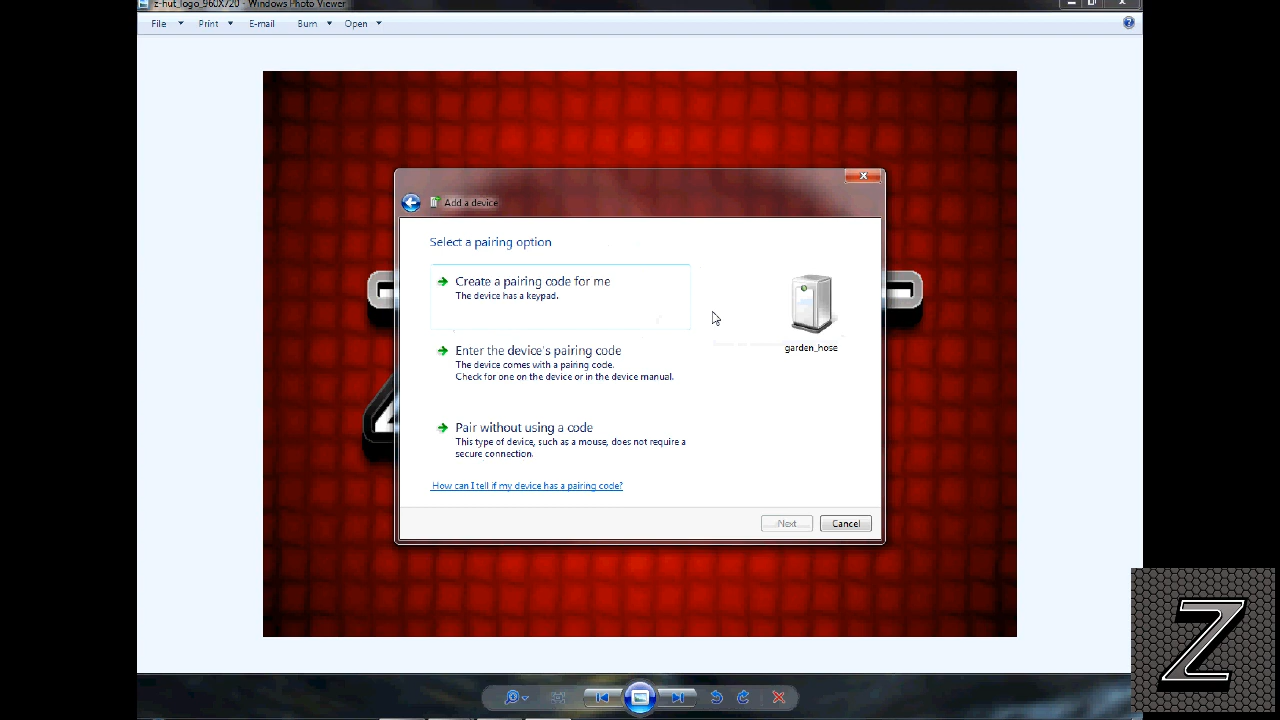 z-hut_logo_960X720 - Windows Photo Viewer
File Print E-mail Burn Open
Add a device
Select a pairing option
Create a pairing code for me
The device has a keypad.
garden_hose
Enter the device's pairing code
The device comes with a pairing code.
Check for one on the device or in the device manual.
Pair without using a code
This type of device, such as a mouse, does not require a
secure connection.
How can I tell if my device has a pairing code?
Next Cancel
Z